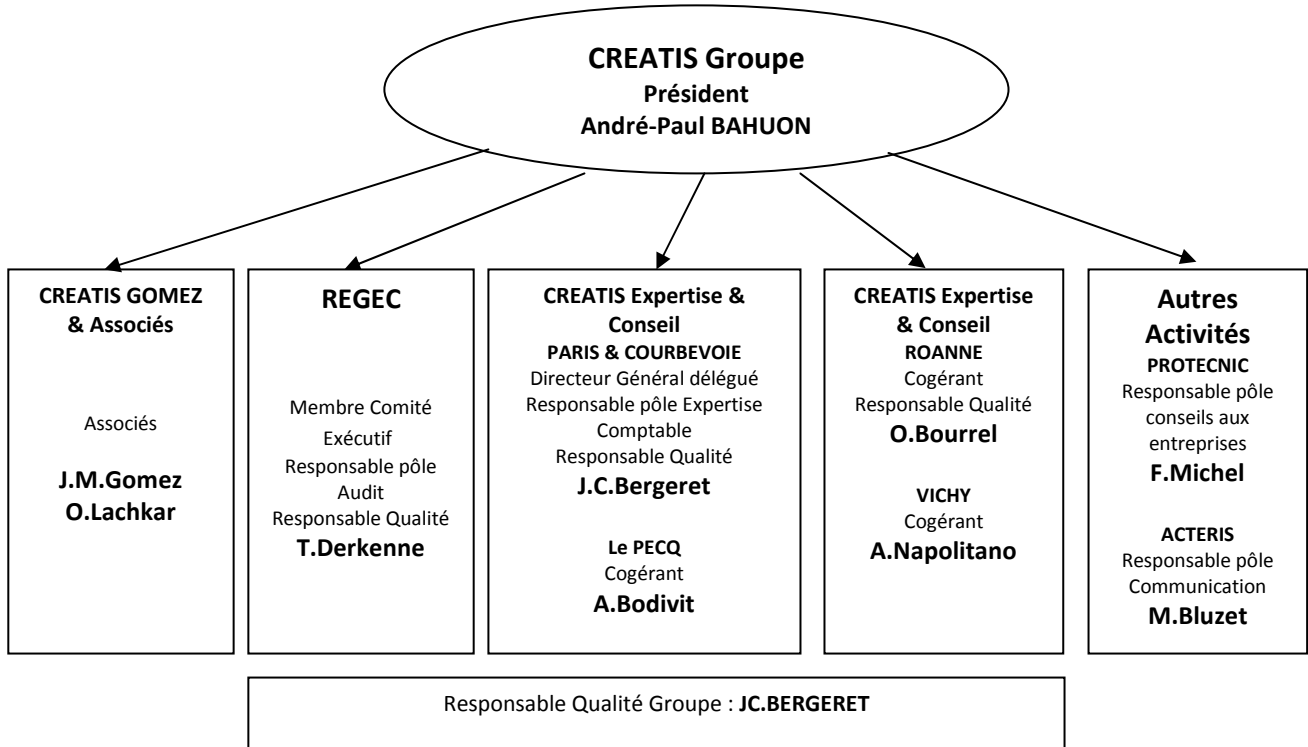 CREATIS Groupe
Président
André-Paul BAHUON
CREATIS GOMEZ
& Associés
Associés
J.M.Gomez
O.Lachkar
REGEC
Membre Comité
Exécutif
Responsable pôle
Audit
Responsable Qualité
T.Derkenne
CREATIS Expertise &
Conseil
PARIS & COURBEVOIE
Directeur Général délégué
Responsable pôle Expertise
Comptable
Responsable Qualité
J.C.Bergeret
Le PECQ
Cogérant
A.Bodivit
CREATIS Expertise
& Conseil
ROANNE
Cogérant
Responsable Qualité
O.Bourrel
VICHY
Cogérant
A.Napolitano
Autres
Activités
PROTECNIC
Responsable pôle
conseils aux
entreprises
F.Michel
ACTERIS
Responsable pôle
Communication
M.Bluzet
Responsable Qualité Groupe : JC.BERGERET